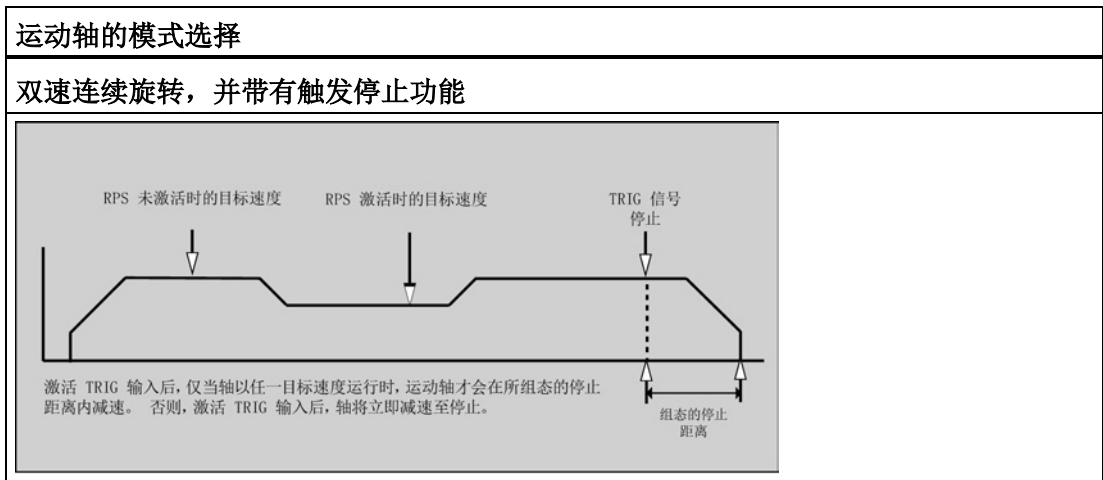 运动轴的模式选择
双速连续旋转，并带有触发停止功能
RPS 未激活时的目标速度
RPS 激活时的目标速度
TRIG 信号
停止
激活 TRIG 输入后, 仅当轴以任一目标速度运行时, 运动轴才会在所组态的停止
距离内减速。 否则, 激活 TRIG 输入后, 轴将立即减速至停止。
组态的停止
距离